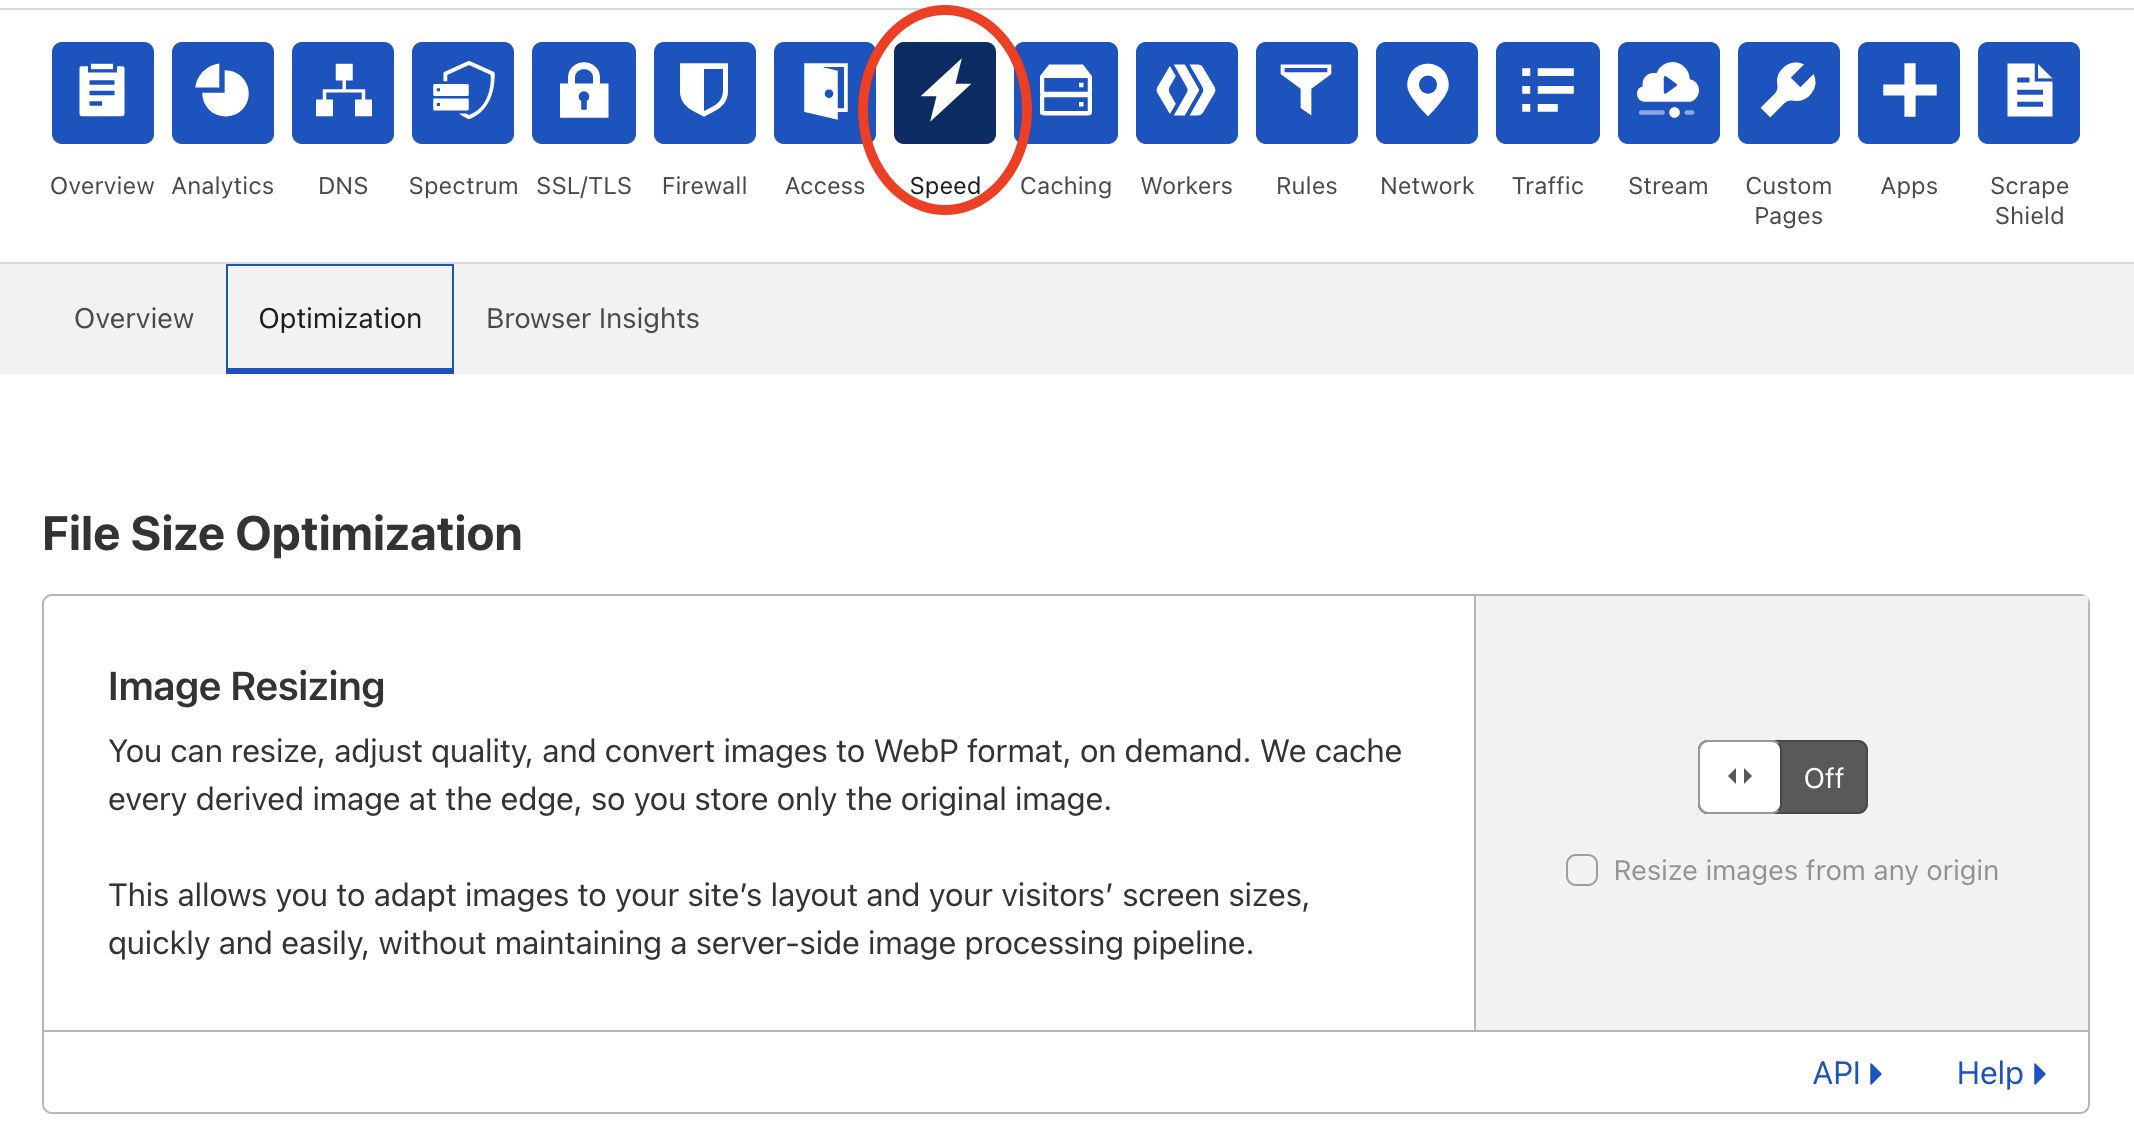 Overview Analytics DNS Spectrum SSL/TLS Firewall Access Speed Caching Workers Rules Network Traffic Stream Custom Pages Apps Scrape Shield
Overview Optimization Browser Insights
File Size Optimization
Image Resizing
You can resize, adjust quality, and convert images to WebP format, on demand. We cache
every derived image at the edge, so you store only the original image.
This allows you to adapt images to your site’s layout and your visitors’ screen sizes,
quickly and easily, without maintaining a server-side image processing pipeline.
Off
Resize images from any origin
API Help